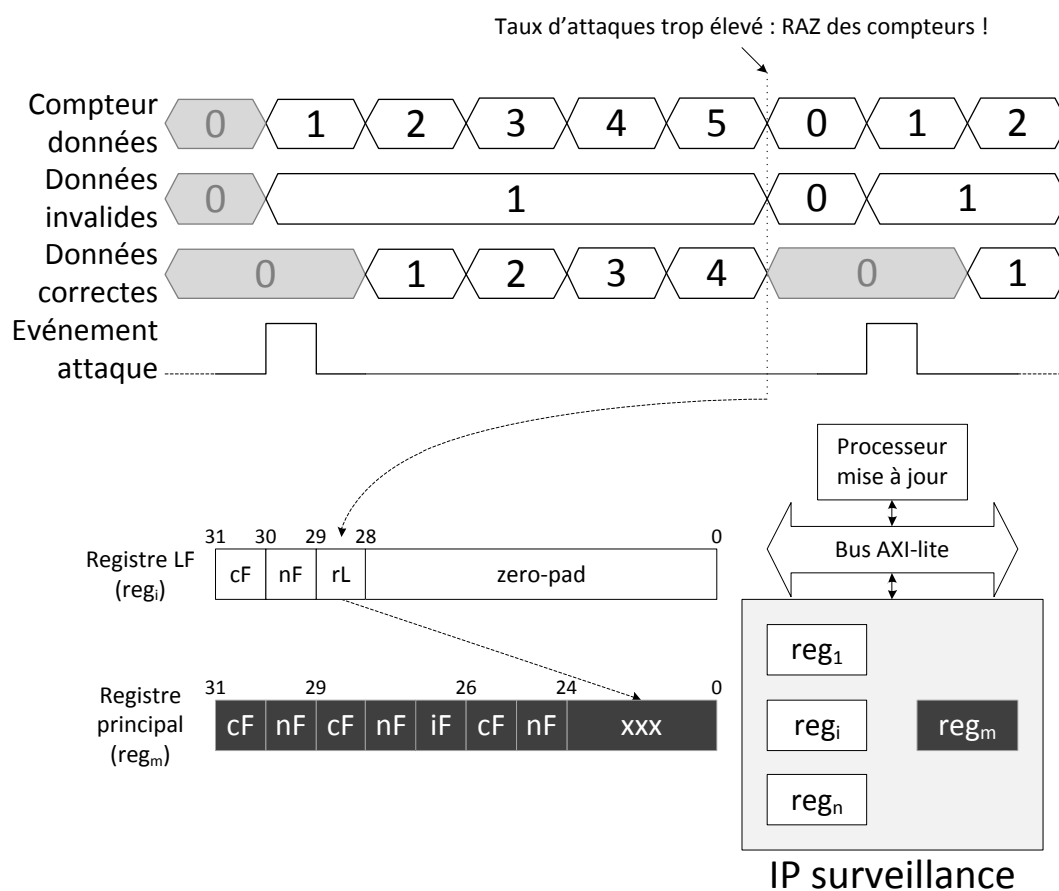 Taux d'attaques trop élevé : RAZ des compteurs !
Compteur
données
0 1 2 3 4 5 0 1 2
Données
invalides
0 1 0 1
Données
correctes
0 1 2 3 4 0 1
Evénement
attaque
Processeur
mise à jour
Bus AXI-lite
31 30 29 28 0
Registre LF
(regi)
cF nF rL zero-pad
31 29 26 24 0
Registre
principal
(regm)
cF nF cF nF iF cF nF xxx
reg1
regi
regm
regn
IP surveillance